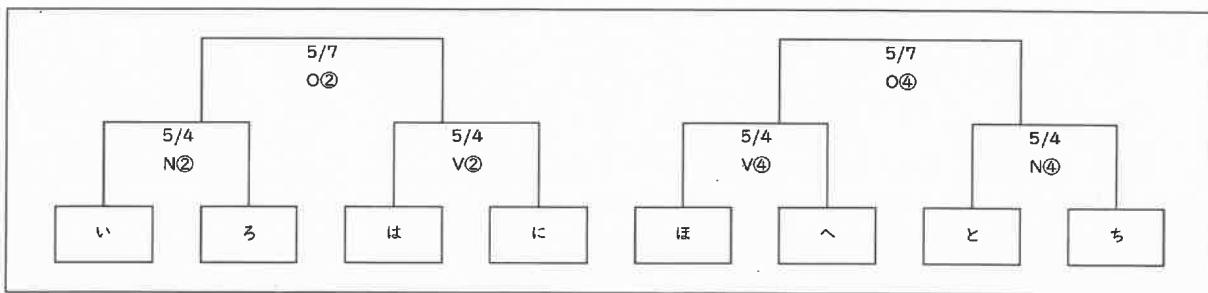 5/7 5/7
O② O④
5/4 5/4 5/4 5/4
N② V② V④ N④
い ろ は に ほ へ と ち